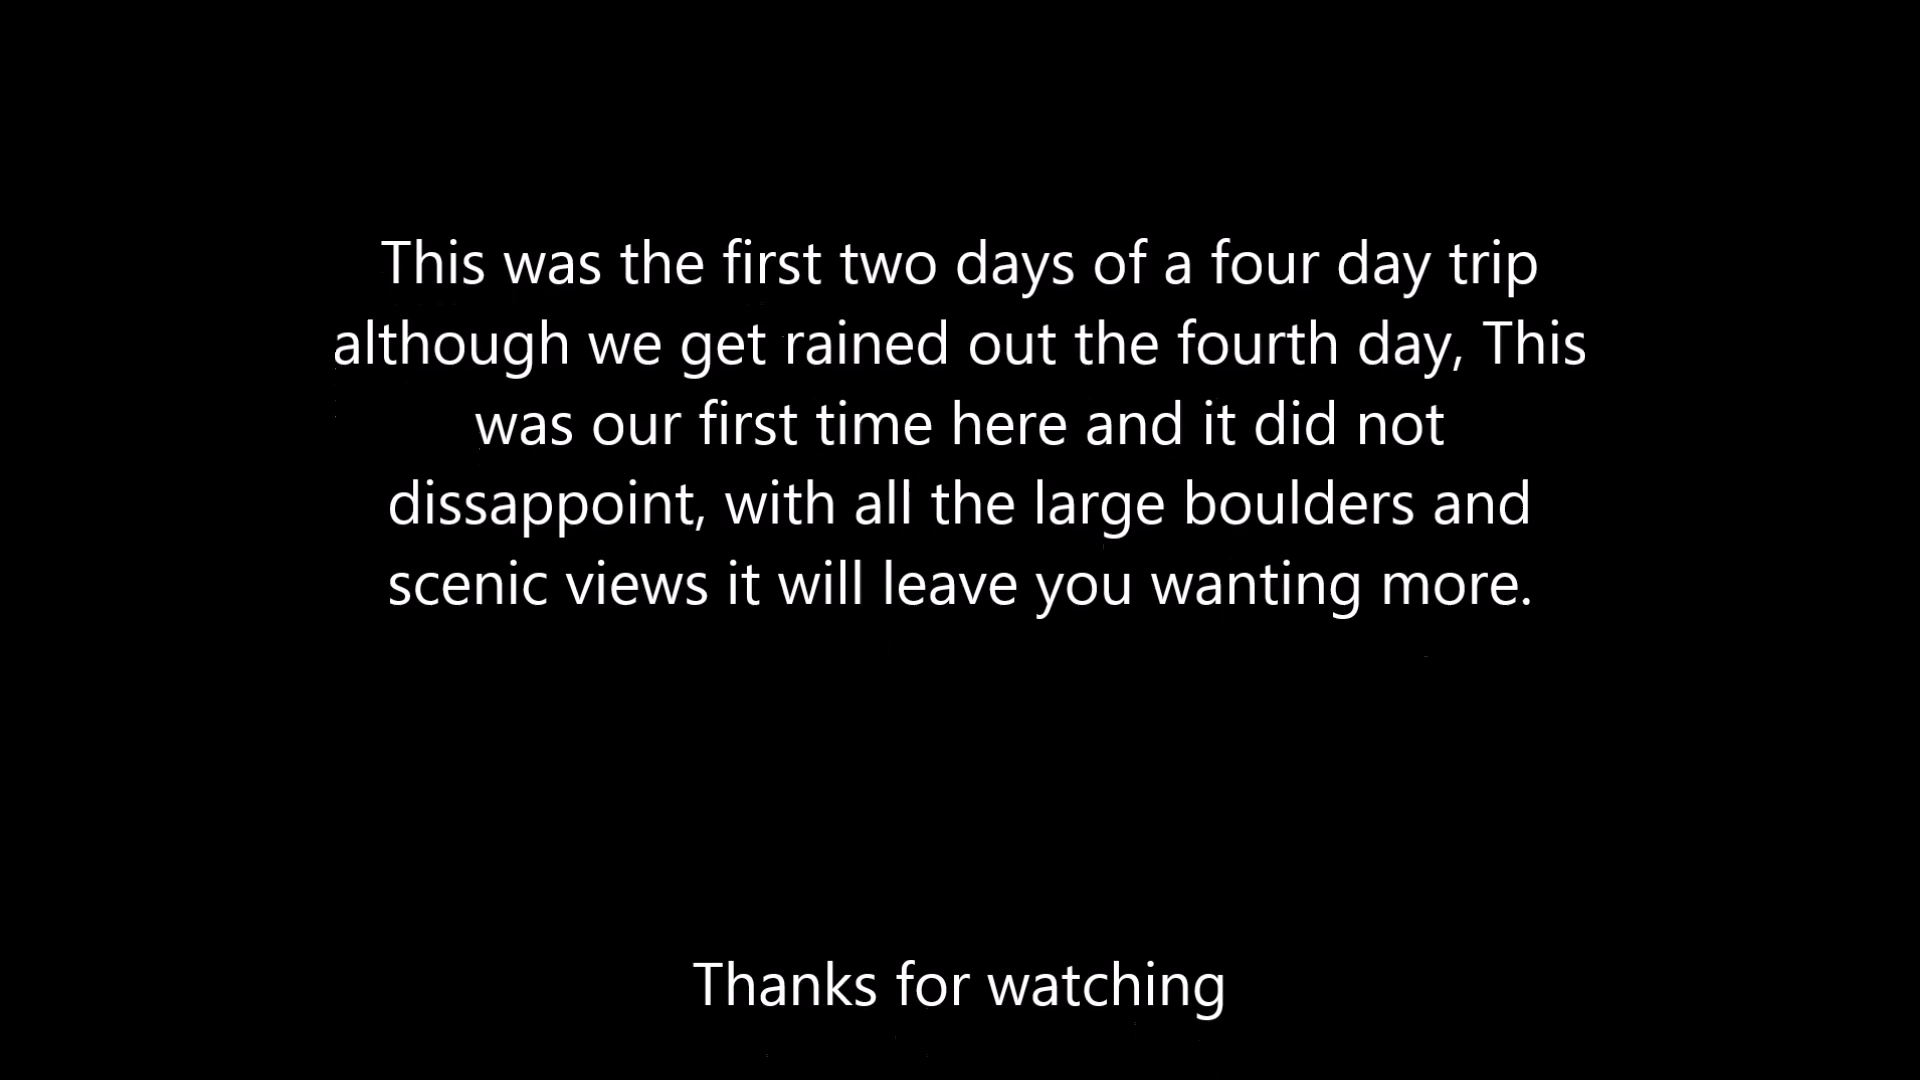 This was the first two days of a four day trip
although we get rained out the fourth day, This
was our first time here and it did not
dissappoint, with all the large boulders and
scenic views it will leave you wanting more.
Thanks for watching